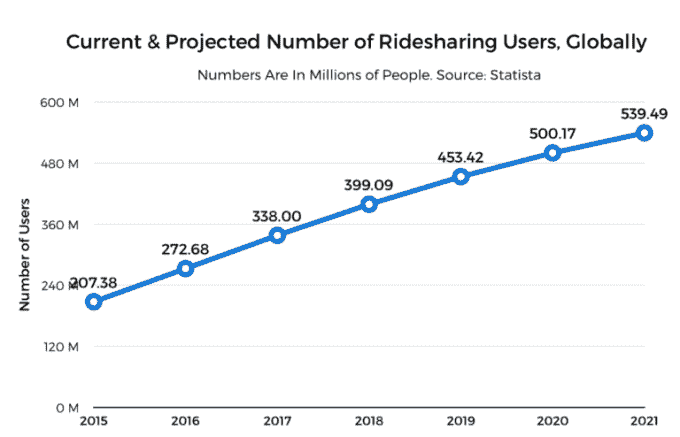 Current & Projected Number of Ridesharing Users, Globally
Numbers Are In Millions of People. Source: Statista
Number of Users
600 M
480 M
360 M
240 M
120 M
0 M
207.38
272.68
338.00
399.09
453.42
500.17
539.49
2015 2016 2017 2018 2019 2020 2021